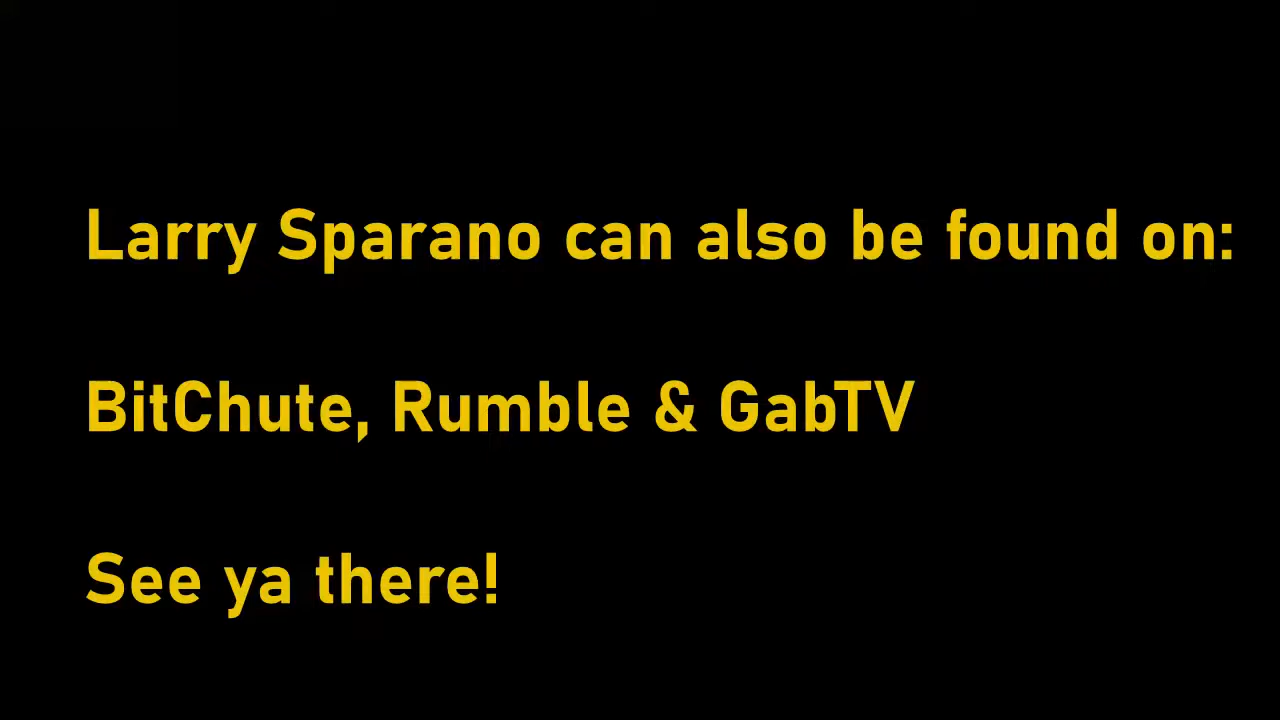 Larry Sparano can also be found on:
BitChute, Rumble & GabTV
See ya there!